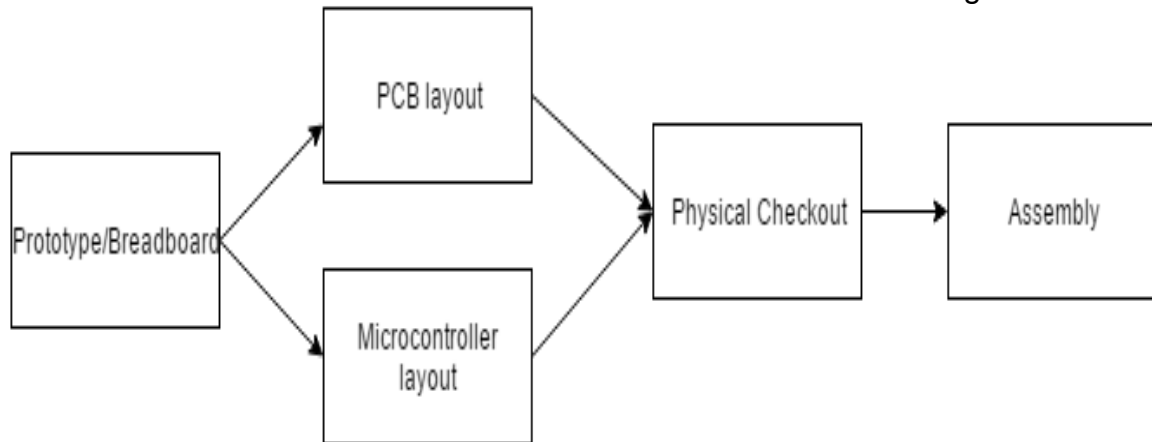 PCB layout
Prototype/Breadboard
Microcontroller
layout
Physical Checkout
Assembly